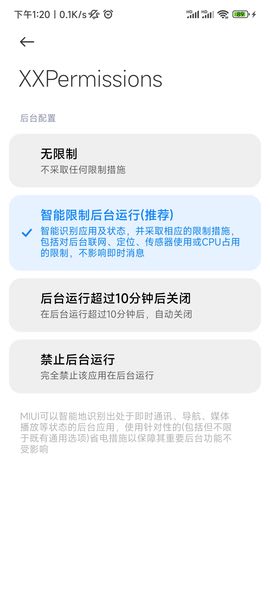 下午1:20 | 0.1K/s
HD HD 89
XXPermissions
后台配置
无限制
不采取任何限制措施
智能限制后台运行(推荐)
智能识别应用及状态，并采取相应的限制措施，
包括对后台联网、定位、传感器使用或CPU占用
的限制，不影响即时消息
后台运行超过10分钟后关闭
在后台运行超过10分钟后，自动关闭
禁止后台运行
完全禁止该应用在后台运行
MIUI可以智能地识别出处于即时通讯、导航、媒体
播放等状态的后台应用，使用针对性的(包括但不限
于既有通用选项)省电措施以保障其重要后台功能不
受影响